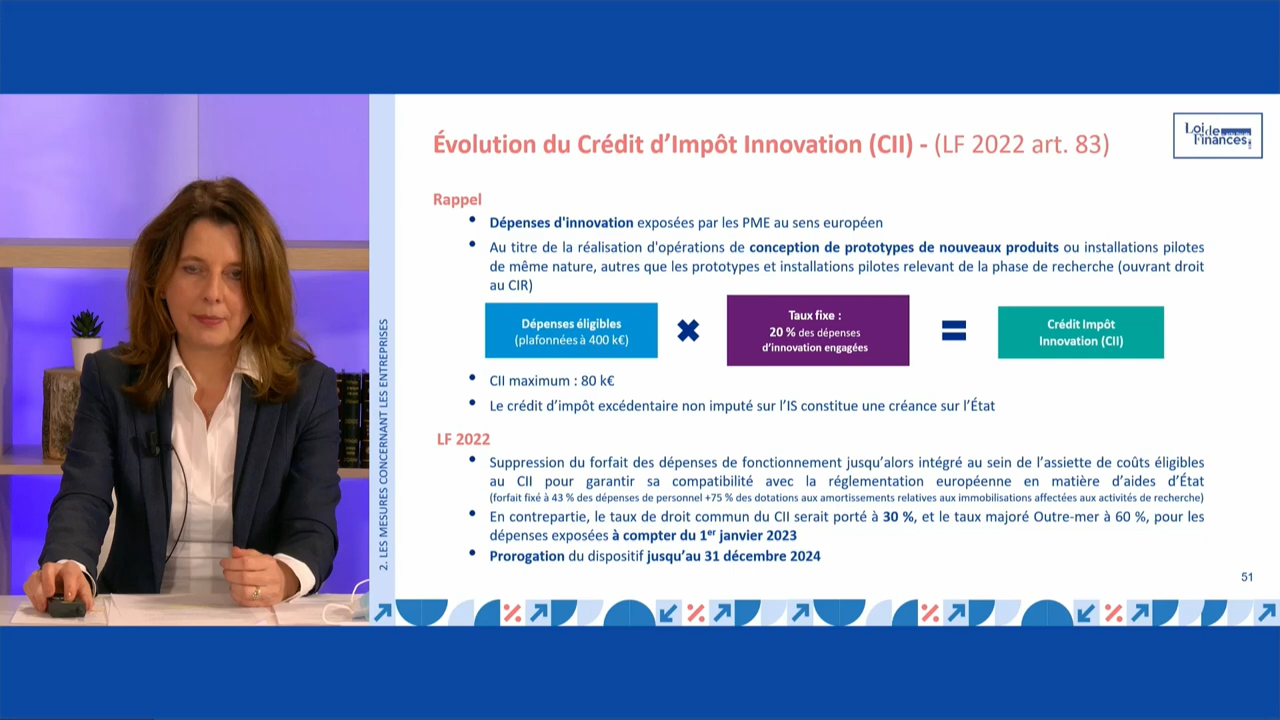 Évolution du Crédit d’Impôt Innovation (CII) - (LF 2022 art. 83)
Loi de
Finances
Rappel
• Dépenses d'innovation exposées par les PME au sens européen
• Au titre de la réalisation d'opérations de conception de prototypes de nouveaux produits ou installations pilotes
de même nature, autres que les prototypes et installations pilotes relevant de la phase de recherche (ouvrant droit
au CIR)
Dépenses éligibles
(plafonnées à 400 k€)
Taux fixe :
20 % des dépenses
d’innovation engagées
Crédit Impôt
Innovation (CII)
• CII maximum : 80 k€
• Le crédit d’impôt excédentaire non imputé sur l’IS constitue une créance sur l’État
LF 2022
• Suppression du forfait des dépenses de fonctionnement jusqu’alors intégré au sein de l’assiette de coûts éligibles
au CII pour garantir sa compatibilité avec la réglementation européenne en matière d’aides d’État
(forfait fixé à 43 % des dépenses de personnel +75 % des dotations aux amortissements relatives aux immobilisations affectées aux activités de recherche)
• En contrepartie, le taux de droit commun du CII serait porté à 30 %, et le taux majoré Outre-mer à 60 %, pour les
dépenses exposées à compter du 1er janvier 2023
• Prorogation du dispositif jusqu’au 31 décembre 2024
2. LES MESURES CONCERNANT LES ENTREPRISES
51